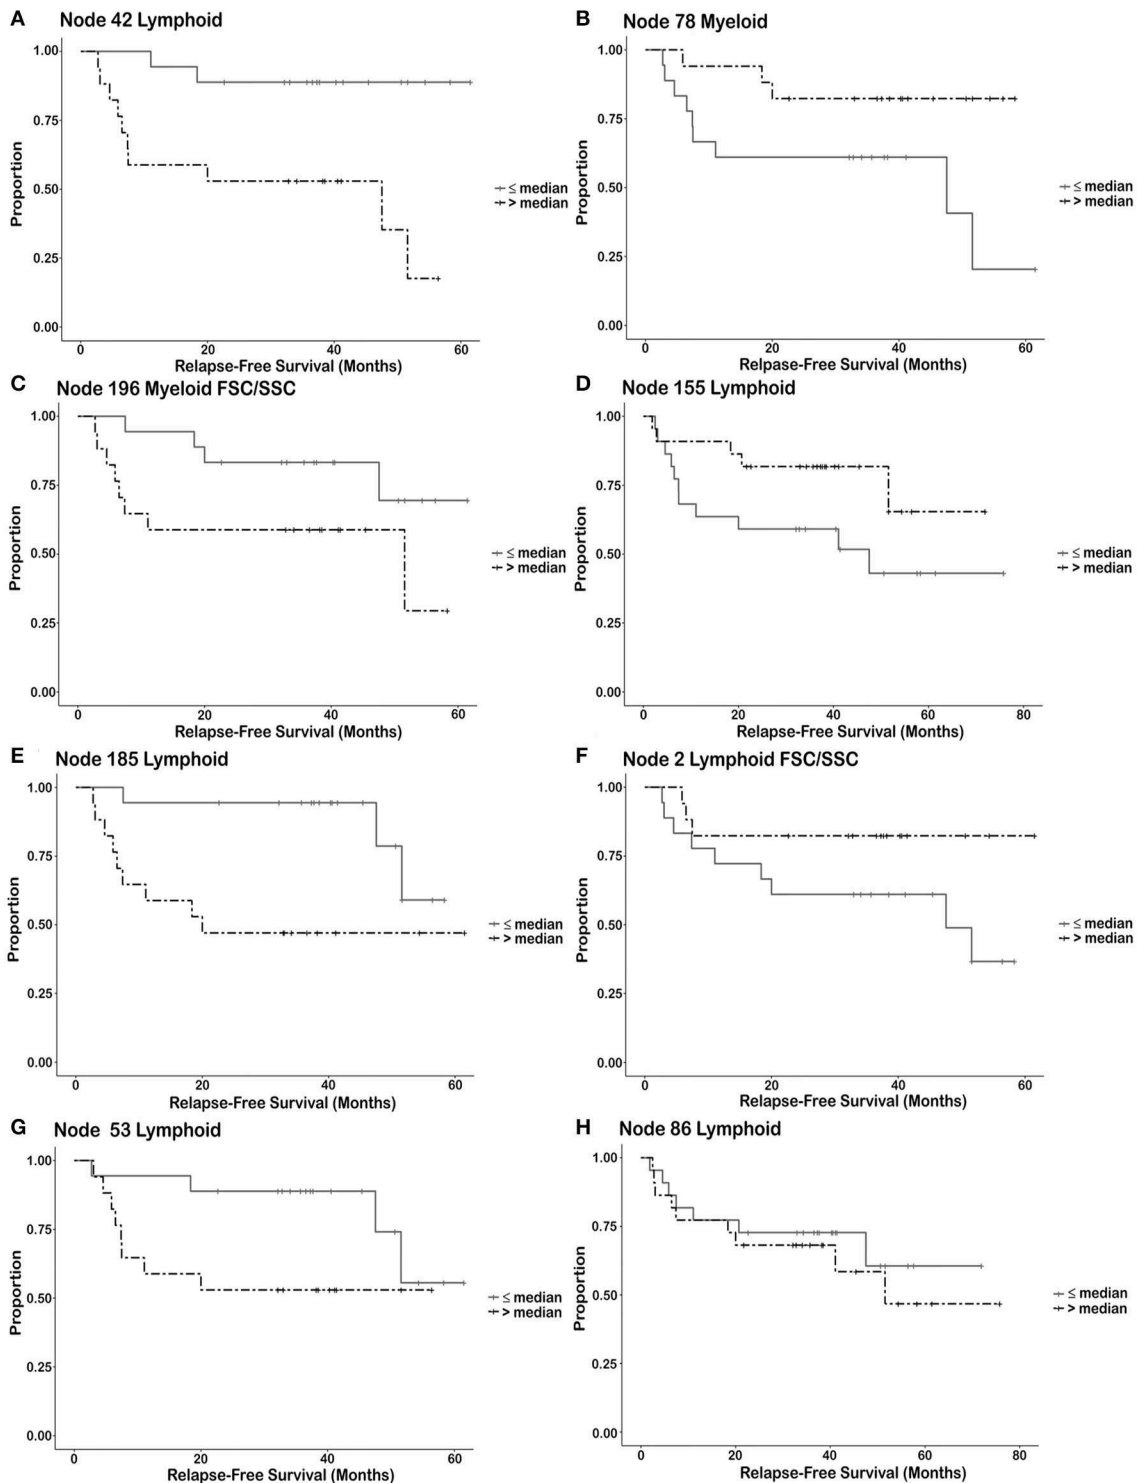 A
Node 42 Lymphoid
1.00
0.75
0.50
0.25
0.00
Proportion
0 20 40 60
Relapse-Free Survival (Months)
≤ median
> median
B
Node 78 Myeloid
1.00
0.75
0.50
0.25
0.00
Proportion
0 20 40 60
Relapse-Free Survival (Months)
≤ median
> median
C
Node 196 Myeloid FSC/SSC
1.00
0.75
0.50
0.25
0.00
Proportion
0 20 40 60
Relapse-Free Survival (Months)
≤ median
> median
D
Node 155 Lymphoid
1.00
0.75
0.50
0.25
0.00
Proportion
0 20 40 60 80
Relapse-Free Survival (Months)
≤ median
> median
E
Node 185 Lymphoid
1.00
0.75
0.50
0.25
0.00
Proportion
0 20 40 60
Relapse-Free Survival (Months)
≤ median
> median
F
Node 2 Lymphoid FSC/SSC
1.00
0.75
0.50
0.25
0.00
Proportion
0 20 40 60
Relapse-Free Survival (Months)
≤ median
> median
G
Node 53 Lymphoid
1.00
0.75
0.50
0.25
0.00
Proportion
0 20 40 60
Relapse-Free Survival (Months)
≤ median
> median
H
Node 86 Lymphoid
1.00
0.75
0.50
0.25
0.00
Proportion
0 20 40 60 80
Relapse-Free Survival (Months)
≤ median
> median